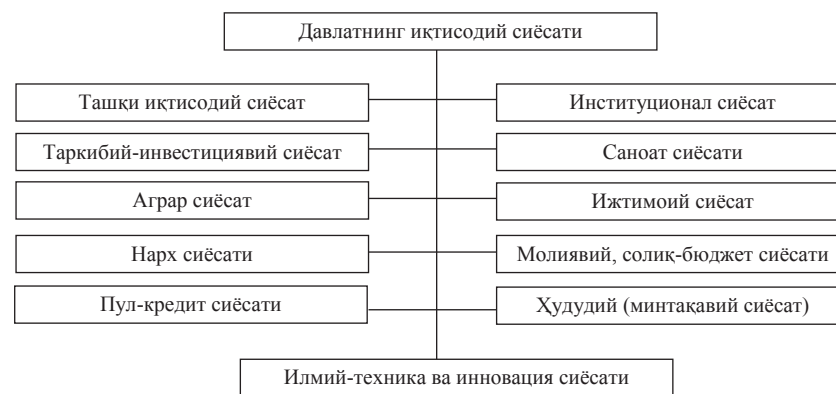 Давлатнинг иқтисодий сиёсати
Ташқи иқтисодий сиёсат
Институционал сиёсат
Таркибий-инвестициявий сиёсат
Саноат сиёсати
Аграр сиёсат
Ижтимоий сиёсат
Нарх сиёсати
Молиявий, солиқ-бюджет сиёсати
Пул-кредит сиёсати
Ҳудудий (минтақавий сиёсат)
Илмий-техника ва инновация сиёсати